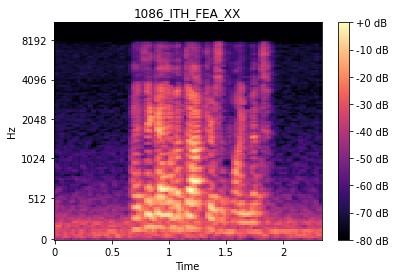 1086_ITH_FEA_XX
8192
4096
2048
1024
512
0
Hz
0
0.5
1
1.5
2
Time
+0 dB
-10 dB
-20 dB
-30 dB
-40 dB
-50 dB
-60 dB
-70 dB
-80 dB